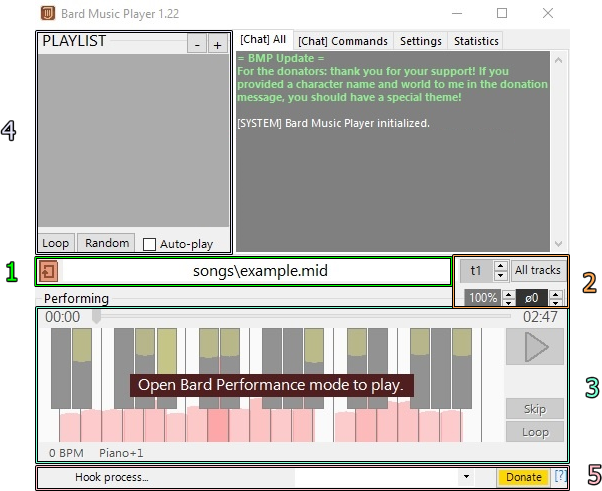 Bard Music Player 1.22
PLAYLIST
- +
[Chat] All [Chat] Commands Settings Statistics
= BMP Update =
For the donators: thank you for your support! If you
provided a character name and world to me in the donation
message, you should have a special theme!
[SYSTEM] Bard Music Player initialized.
4
Loop Random Auto-play
1
songs\example.mid
t1 All tracks
2
Performing
100% ø0
00:00 02:47
Open Bard Performance mode to play.
3
Skip
Loop
0 BPM Piano+1
Hook process...
Donate [?]
5